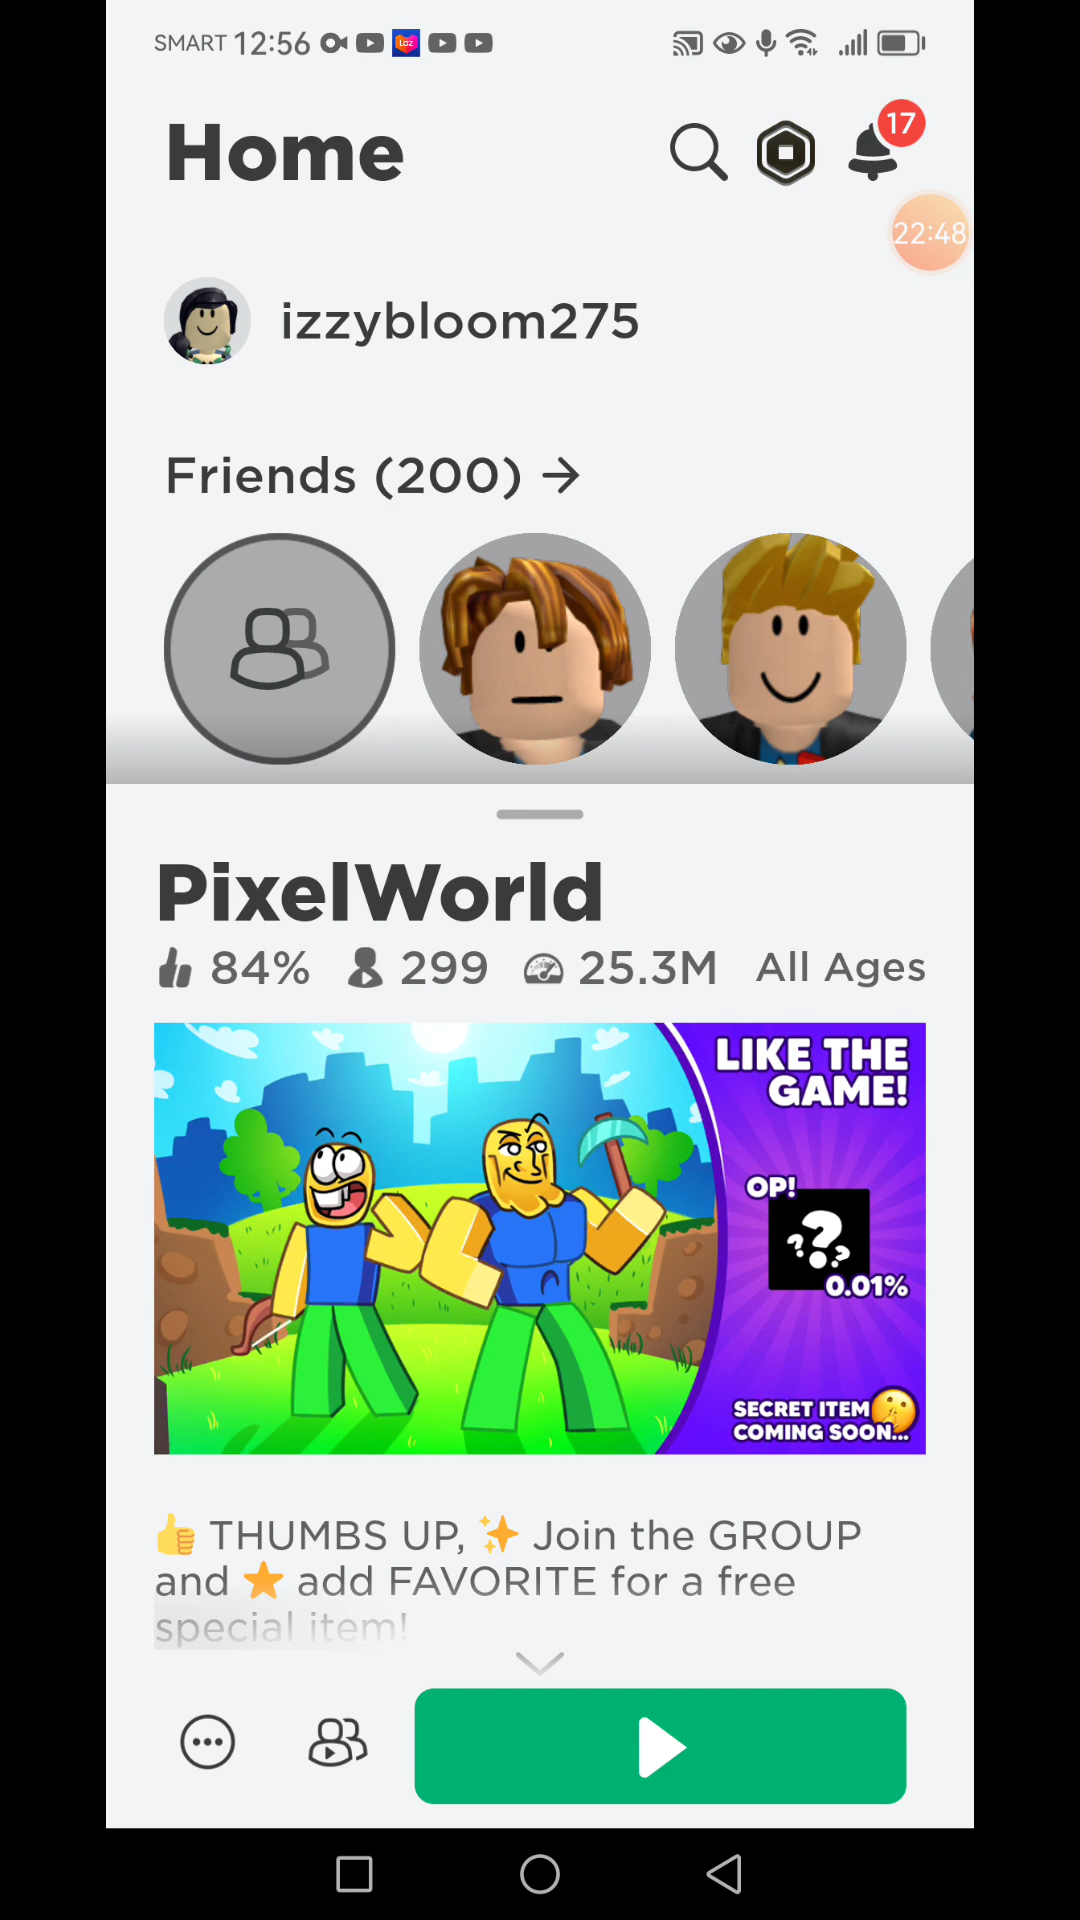 SMART 12:56
Loz
Home
17
22:48
izzybloom275
Friends (200) →
PixelWorld
84% 299 25.3M All Ages
LIKE THE
GAME!
OP!
???
0.01%
SECRET ITEM
COMING SOON...
👍 THUMBS UP, ✨ Join the GROUP
and ⭐ add FAVORITE for a free
special item!